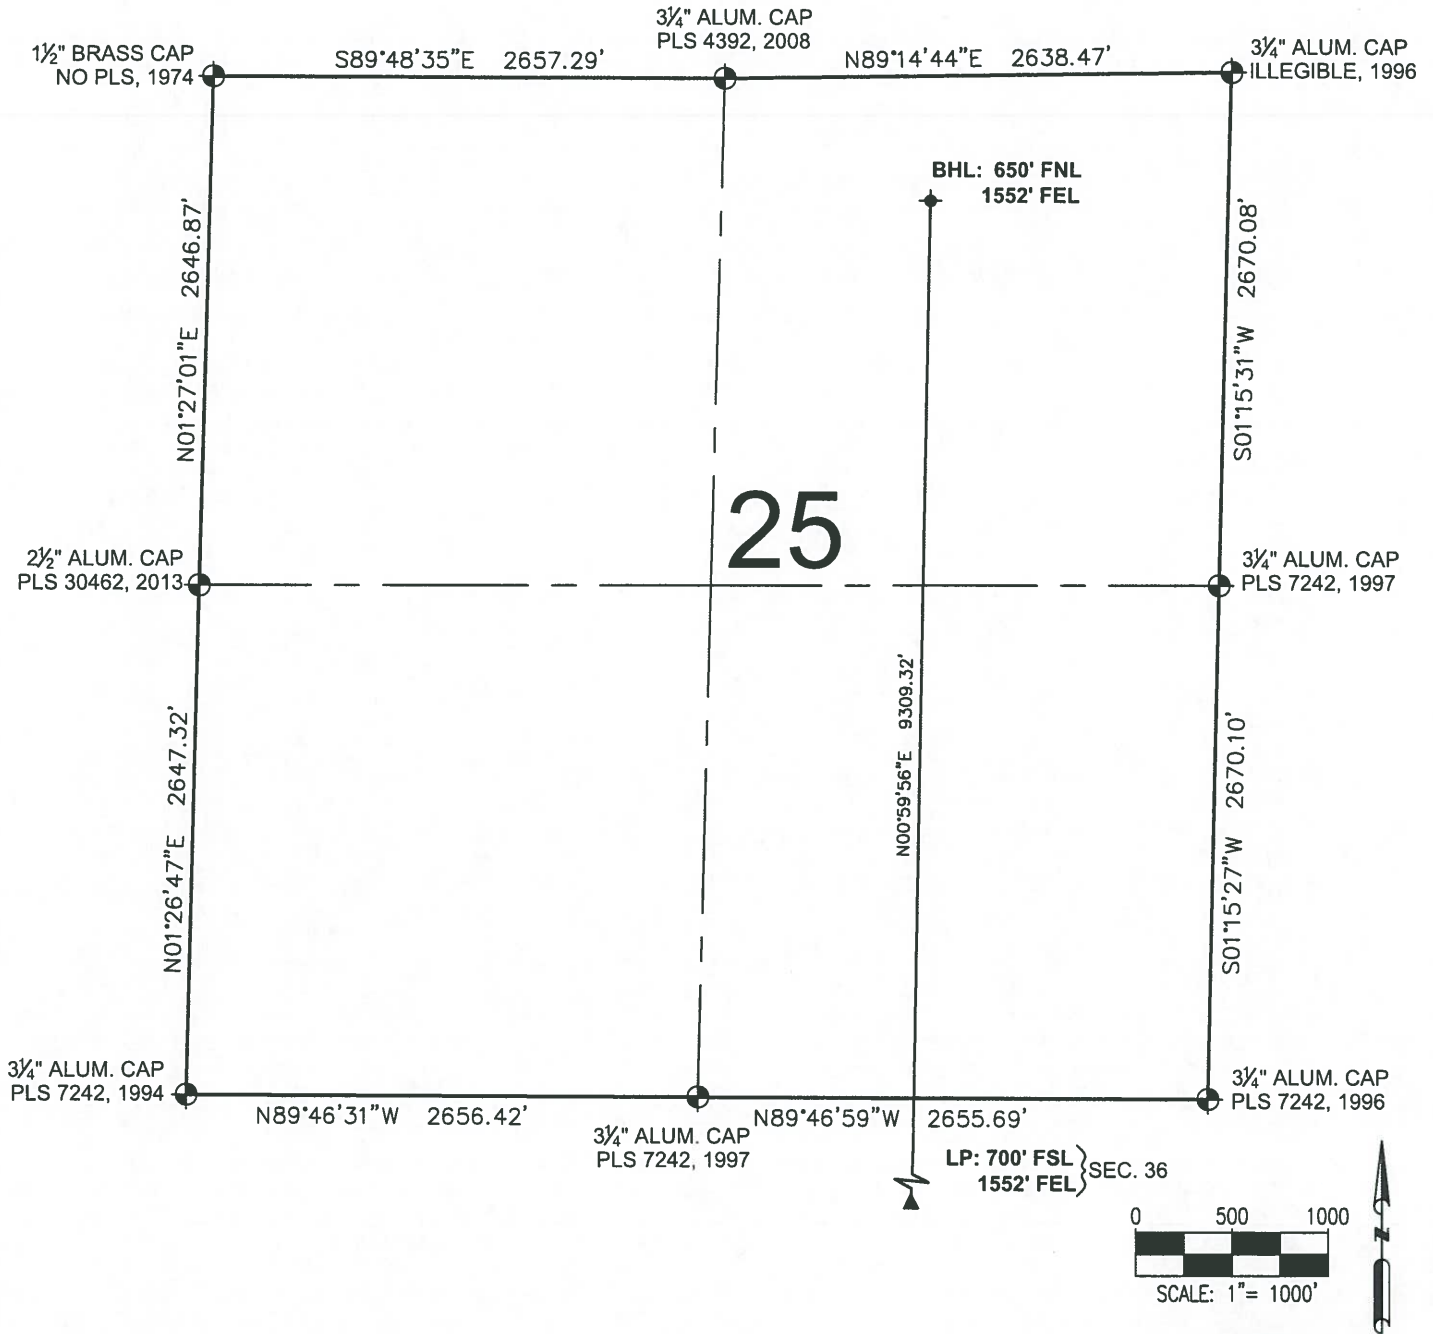 3¼" ALUM. CAP
PLS 4392, 2008
1½" BRASS CAP
NO PLS, 1974
S89°48'35"E 2657.29'
N89°14'44"E 2638.47'
3¼" ALUM. CAP
ILLEGIBLE, 1996
BHL: 650' FNL
1552' FEL
N01°27'01"E 2646.87'
S01°15'31"W 2670.08'
25
2½" ALUM. CAP
PLS 30462, 2013
3¼" ALUM. CAP
PLS 7242, 1997
N00°59'56"E 9309.32'
N01°26'47"E 2647.32'
S01°15'27"W 2670.10'
3¼" ALUM. CAP
PLS 7242, 1994
N89°46'31"W 2656.42'
3¼" ALUM. CAP
PLS 7242, 1997
N89°46'59"W 2655.69'
3¼" ALUM. CAP
PLS 7242, 1996
LP: 700' FSL
1552' FEL
SEC. 36
0 500 1000
SCALE: 1"= 1000'
N